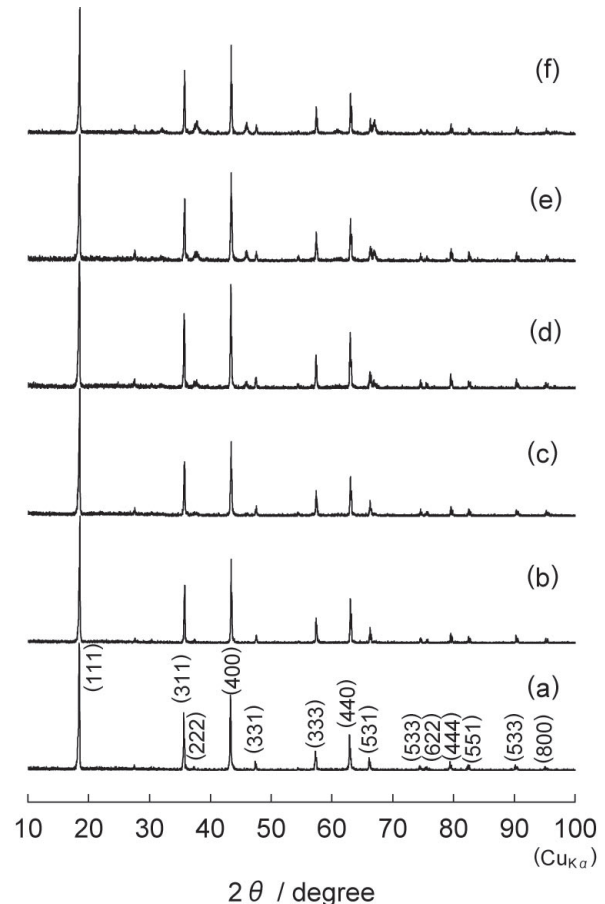 (f)
(e)
(d)
(c)
(b)
(a)
(111)
(311)
(222)
(400)
(331)
(333)
(440)
(531)
(533)
(622)
(444)
(551)
(533)
(800)
10 20 30 40 50 60 70 80 90 100
(CuKα)
2θ / degree